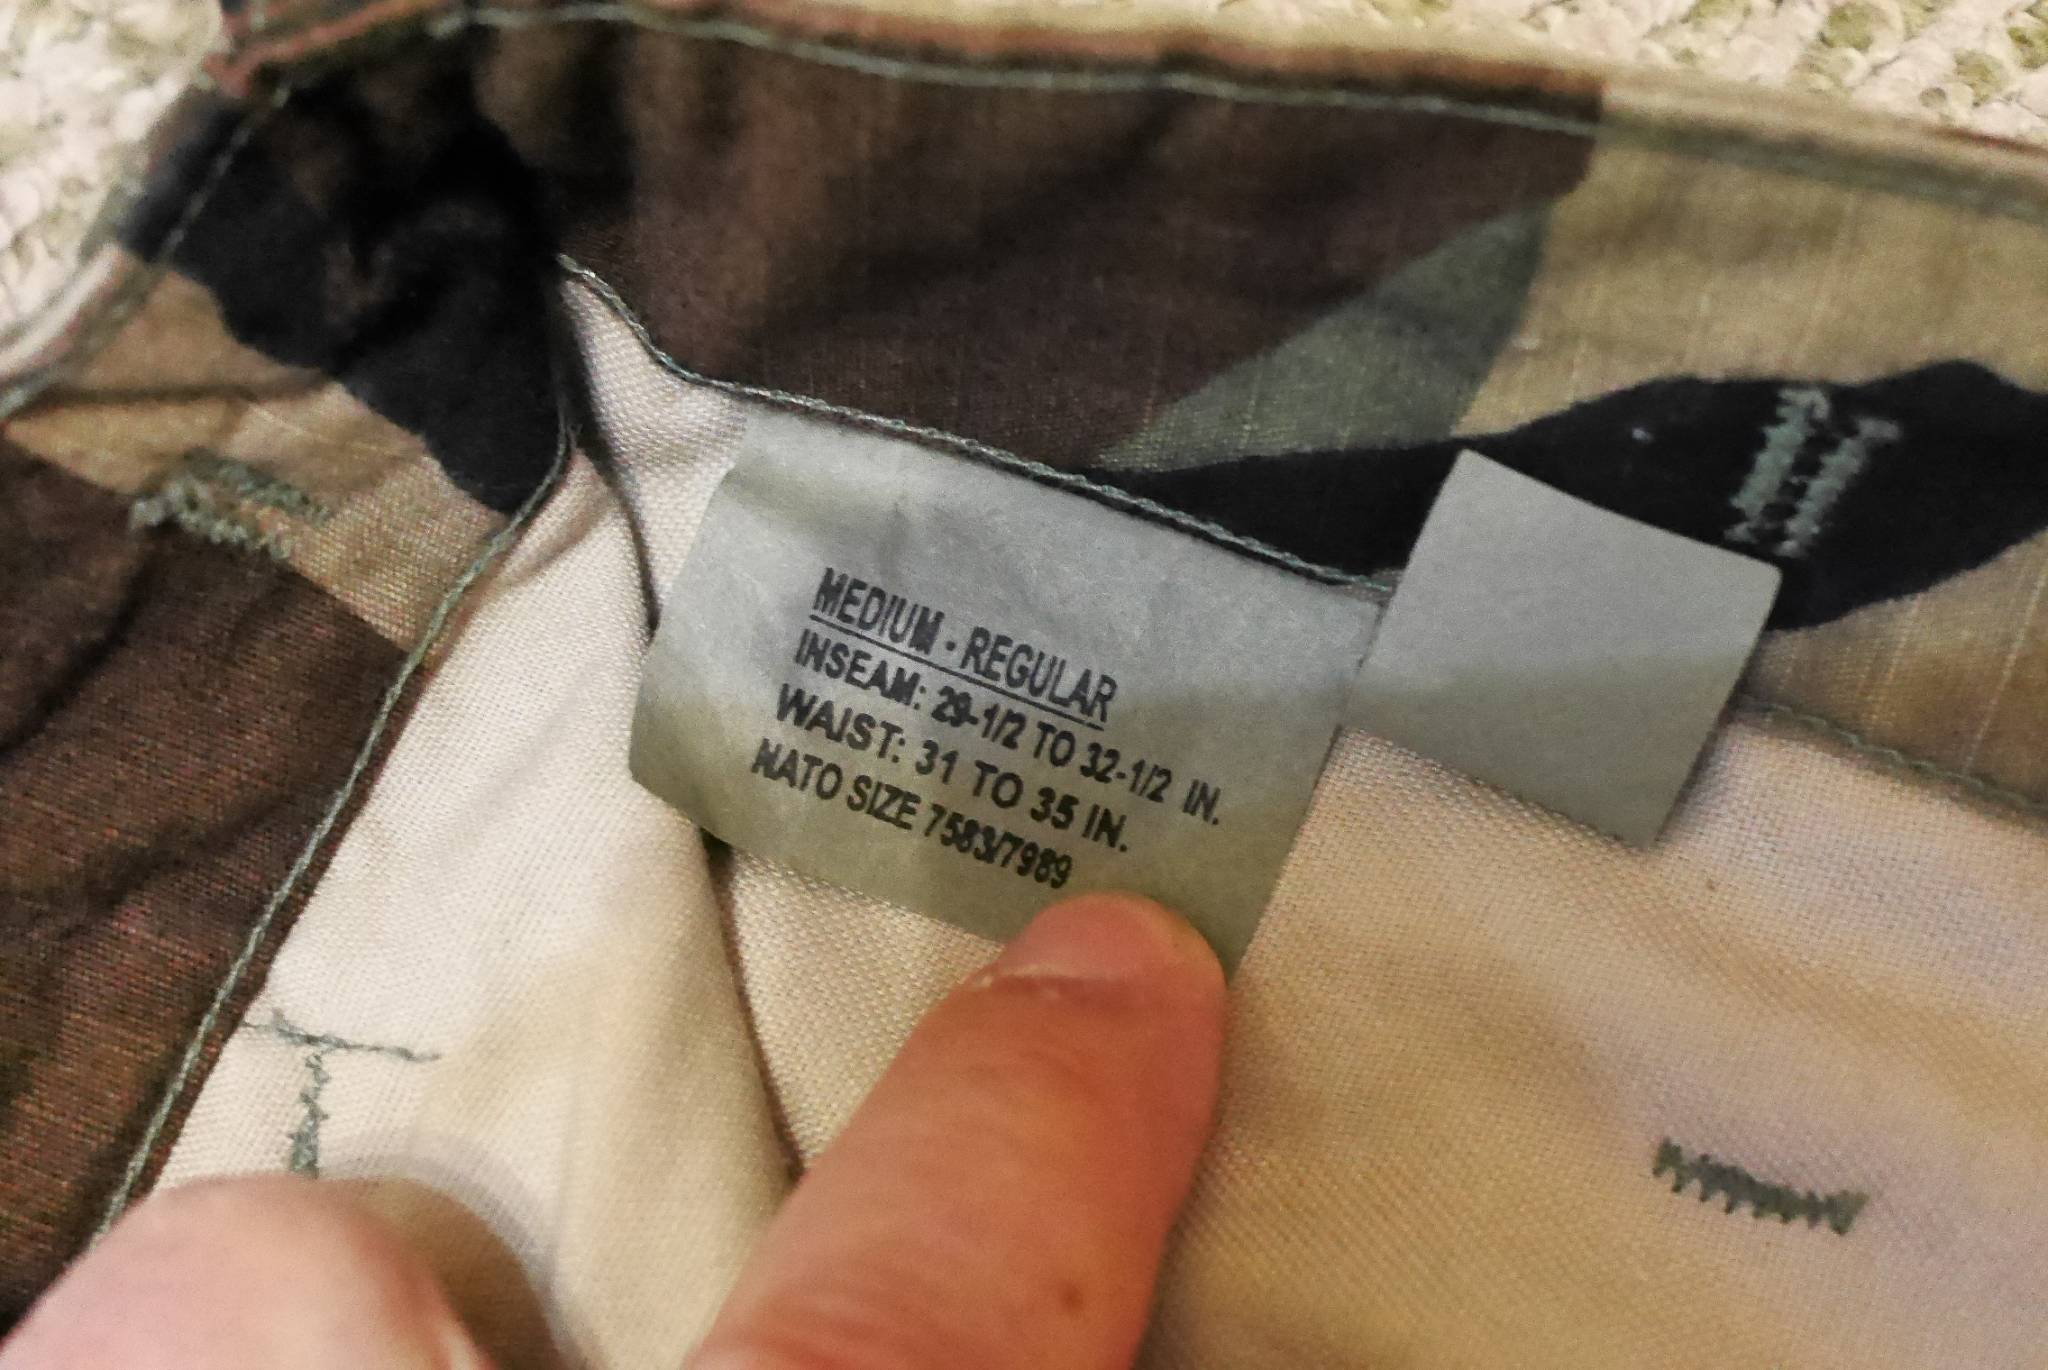 MEDIUM - REGULAR
INSEAM: 29-1/2 TO 32-1/2 IN.
WAIST: 31 TO 35 IN.
NATO SIZE 7583/7989